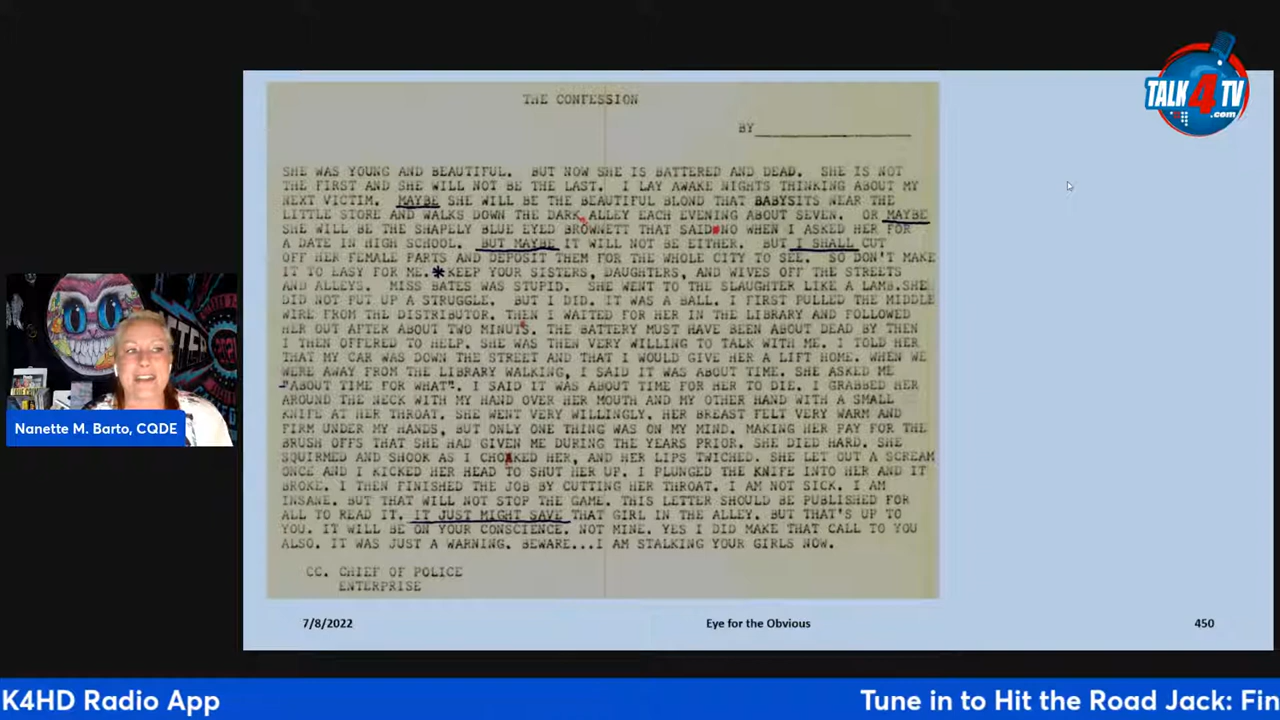 TALK 4 TV
.com
THE CONFESSION
BY
SHE WAS YOUNG AND BEAUTIFUL. BUT NOW SHE IS BATTERED AND DEAD. SHE IS NOT
THE FIRST AND SHE WILL NOT BE THE LAST. I LAY AWAKE NIGHTS THINKING ABOUT MY
NEXT VICTIM. MAYBE SHE WILL BE THE BEAUTIFUL BLOND THAT BABYSITS NEAR THE
LITTLE STORE AND WALKS DOWN THE DARK ALLEY EACH EVENING ABOUT SEVEN. OR MAYBE
SHE WILL BE THE SHAPELY BLUE EYED BROWNETT THAT SAID NO WHEN I ASKED HER FOR
A DATE IN HIGH SCHOOL. BUT MAYBE IT WILL NOT BE EITHER. BUT I SHALL CUT
OFF HER FEMALE PARTS AND DEPOSIT THEM FOR THE WHOLE CITY TO SEE. SO DON'T MAKE
IT TO EASY FOR ME. * KEEP YOUR SISTERS, DAUGHTERS, AND WIVES OFF THE STREETS
AND ALLEYS. MISS BATES WAS STUPID. SHE WENT TO THE SLAUGHTER LIKE A LAMB.SHE
DID NOT PUT UP A STRUGGLE. BUT I DID. IT WAS A BALL. I FIRST PULLED THE MIDDLE
WIRE FROM THE DISTRIBUTOR. THEN I WAITED FOR HER IN THE LIBRARY AND FOLLOWED
HER OUT AFTER ABOUT TWO MINUTS. THE BATTERY MUST HAVE BEEN ABOUT DEAD BY THEN
I THEN OFFERED TO HELP. SHE WAS THEN VERY WILLING TO TALK WITH ME. I TOLD HER
THAT MY CAR WAS DOWN THE STREET AND THAT I WOULD GIVE HER A LIFT HOME. WHEN WE
WERE AWAY FROM THE LIBRARY WALKING, I SAID IT WAS ABOUT TIME. SHE ASKED ME
"ABOUT TIME FOR WHAT". I SAID IT WAS ABOUT TIME FOR HER TO DIE. I GRABBED HER
AROUND THE NECK WITH MY HAND OVER HER MOUTH AND MY OTHER HAND WITH A SMALL
KNIFE AT HER THROAT. SHE WENT VERY WILLINGLY. HER BREAST FELT VERY WARM AND
FIRM UNDER MY HANDS, BUT ONLY ONE THING WAS ON MY MIND. MAKING HER PAY FOR THE
BRUSH OFFS THAT SHE HAD GIVEN ME DURING THE YEARS PRIOR. SHE DIED HARD. SHE
SQUIRMED AND SHOOK AS I CHOAKED HER, AND HER LIPS TWICHED. SHE LET OUT A SCREAM
ONCE AND I KICKED HER HEAD TO SHUT HER UP. I PLUNGED THE KNIFE INTO HER AND IT
BROKE. I THEN FINISHED THE JOB BY CUTTING HER THROAT. I AM NOT SICK. I AM
INSANE. BUT THAT WILL NOT STOP THE GAME. THIS LETTER SHOULD BE PUBLISHED FOR
ALL TO READ IT. IT JUST MIGHT SAVE THAT GIRL IN THE ALLEY. BUT THAT'S UP TO
YOU. IT WILL BE ON YOUR CONSCIENCE. NOT MINE. YES I DID MAKE THAT CALL TO YOU
ALSO. IT WAS JUST A WARNING. BEWARE...I AM STALKING YOUR GIRLS NOW.
CC. CHIEF OF POLICE
ENTERPRISE
Nanette M. Barto, CQDE
7/8/2022 Eye for the Obvious 450
K4HD Radio App Tune in to Hit the Road Jack: Fin